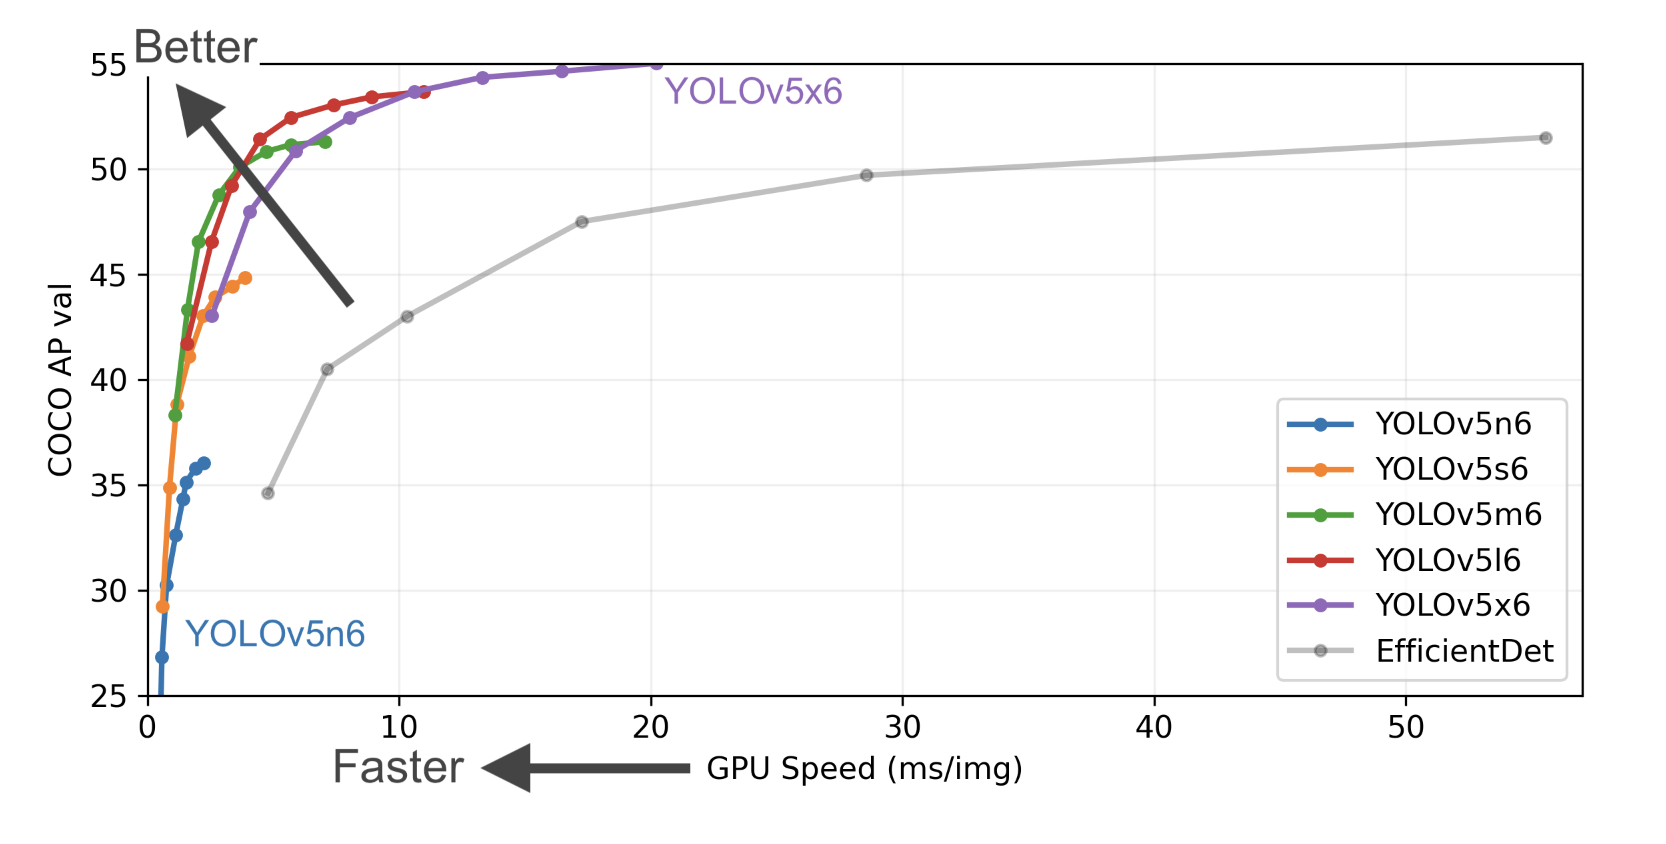 Better
55
50
45
40
35
30
25
COCO AP val
YOLOv5x6
YOLOv5n6
YOLOv5n6
YOLOv5s6
YOLOv5m6
YOLOv5l6
YOLOv5x6
EfficientDet
0 10 20 30 40 50
Faster GPU Speed (ms/img)